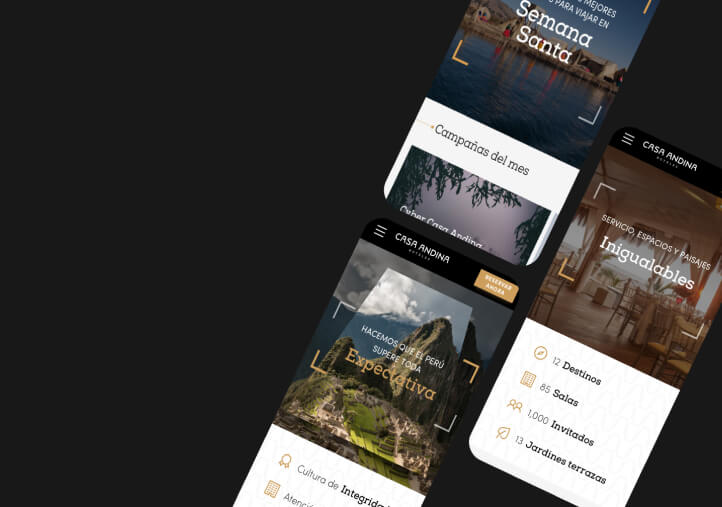 MEJORES
PARA VIAJAR EN
Semana
Santa
Campañas del mes
Cyber Casa Andina
CASA ANDINA
HOTELES
RESERVAR
AHORA
HACEMOS QUE EL PERÚ
SUPERE TODA
Expectativa
Cultura de Integridad
Atenció
CASA ANDINA
HOTELES
SERVICIO, ESPACIOS Y PAISAJES
Inigualables
12 Destinos
85 Salas
1,000 Invitados
13 Jardines terrazas